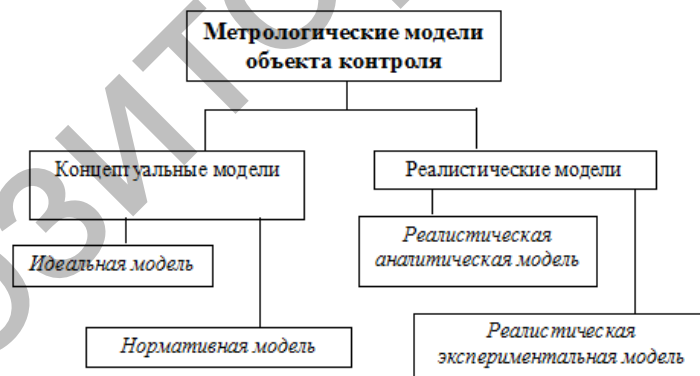 Метрологические модели
объекта контроля
Концептуальные модели
Реалистические модели
Идеальная модель
Реалистическая
аналитическая модель
Нормативная модель
Реалистическая
экспериментальная модель